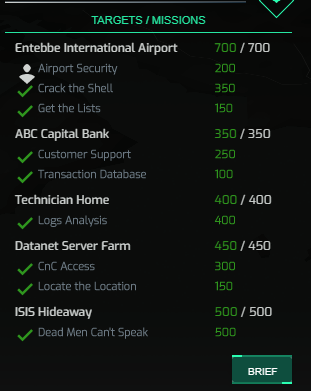 TARGETS / MISSIONS
Entebbe International Airport 700 / 700
Airport Security 200
Crack the Shell 350
Get the Lists 150
ABC Capital Bank 350 / 350
Customer Support 250
Transaction Database 100
Technician Home 400 / 400
Logs Analysis 400
Datanet Server Farm 450 / 450
CnC Access 300
Locate the Location 150
ISIS Hideaway 500 / 500
Dead Men Can't Speak 500
BRIEF